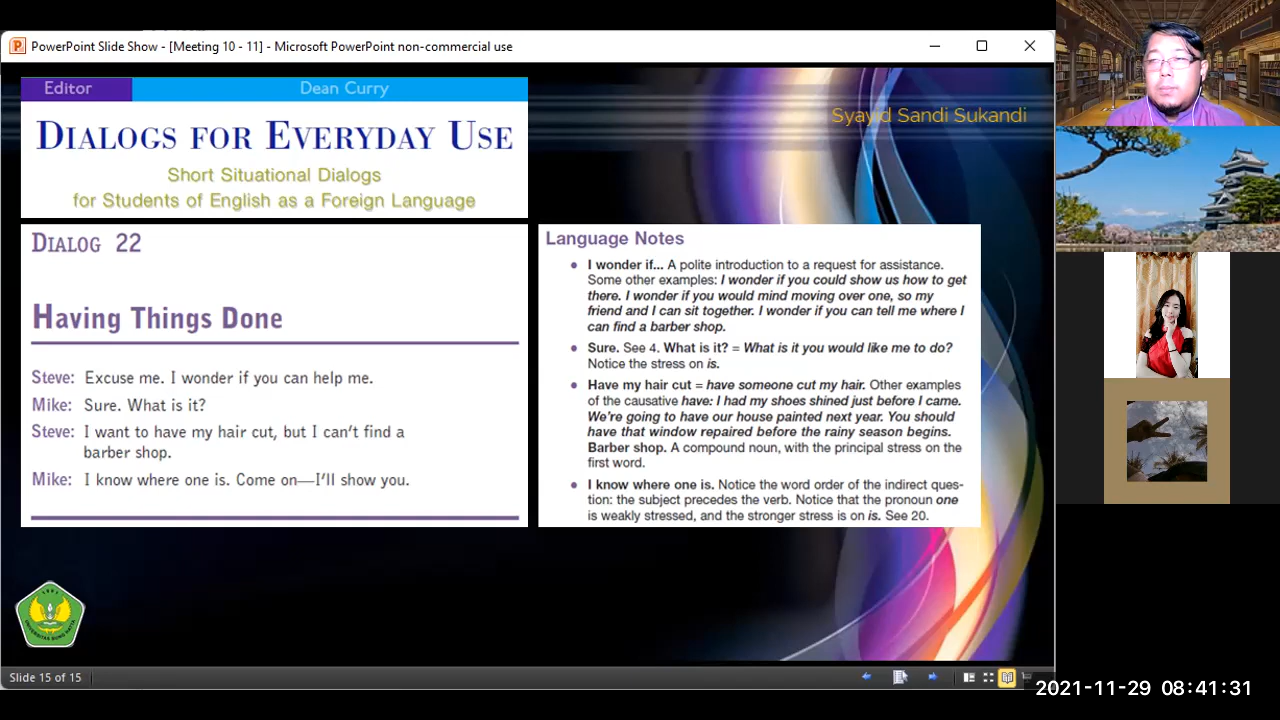 PowerPoint Slide Show - [Meeting 10 - 11] - Microsoft PowerPoint non-commercial use
Editor
Dean Curry
DIALOGS FOR EVERYDAY USE
Short Situational Dialogs
for Students of English as a Foreign Language
Syayid Sandi Sukandi
DIALOG 22
Having Things Done
Steve: Excuse me. I wonder if you can help me.
Mike: Sure. What is it?
Steve: I want to have my hair cut, but I can't find a
barber shop.
Mike: I know where one is. Come on—I'll show you.
Language Notes
• I wonder if... A polite introduction to a request for assistance.
Some other examples: I wonder if you could show us how to get
there. I wonder if you would mind moving over one, so my
friend and I can sit together. I wonder if you can tell me where I
can find a barber shop.
• Sure. See 4. What is it? = What is it you would like me to do?
Notice the stress on is.
• Have my hair cut = have someone cut my hair. Other examples
of the causative have: I had my shoes shined just before I came.
We're going to have our house painted next year. You should
have that window repaired before the rainy season begins.
Barber shop. A compound noun, with the principal stress on the
first word.
• I know where one is. Notice the word order of the indirect ques-
tion: the subject precedes the verb. Notice that the pronoun one
is weakly stressed, and the stronger stress is on is. See 20.
UNIVERSITAS BUNG HATTA
Slide 15 of 15
2021-11-29 08:41:31